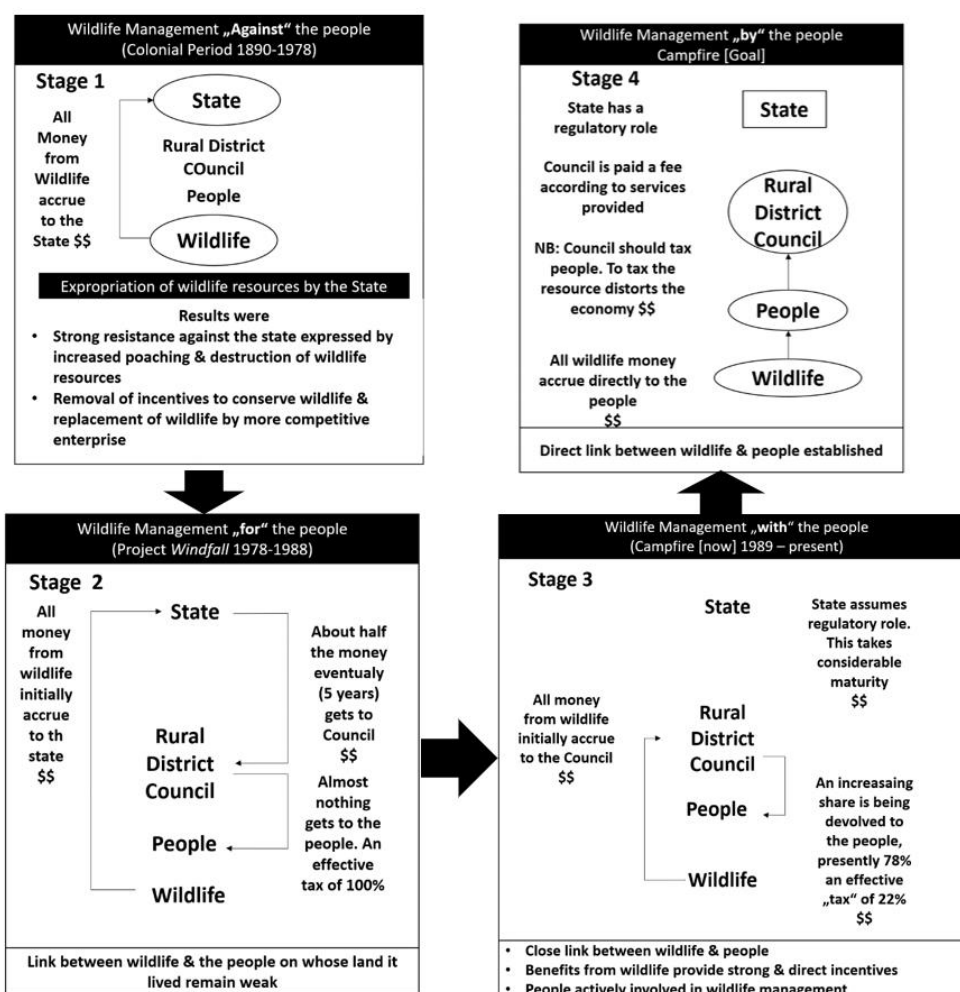 Wildlife Management „Against“ the people
(Colonial Period 1890-1978)
Stage 1
All
Money
from
Wildlife
accrue
to the
State $$
State
Rural District
COuncil
People
Wildlife
Expropriation of wildlife resources by the State
Results were
• Strong resistance against the state expressed by
increased poaching & destruction of wildlife
resources
• Removal of incentives to conserve wildlife &
replacement of wildlife by more competitive
enterprise
Wildlife Management „for“ the people
(Project Windfall 1978-1988)
Stage 2
All
money
from
wildlife
initially
accrue
to th
state
$$
State
Rural
District
Council
People
Wildlife
About half
the money
eventualy
(5 years)
gets to
Council
$$
Almost
nothing
gets to the
people. An
effective
tax of 100%
Link between wildlife & the people on whose land it
lived remain weak
Wildlife Management „with“ the people
(Campfire [now] 1989 – present)
Stage 3
All money
from wildlife
initially accrue
to the Council
$$
State
Rural
District
Council
People
Wildlife
State assumes
regulatory role.
This takes
considerable
maturity
$$
An increasaing
share is being
devolved to
the people,
presently 78%
an effective
„tax“ of 22%
$$
• Close link between wildlife & people
• Benefits from wildlife provide strong & direct incentives
• People actively involved in wildlife management
Wildlife Management „by“ the people
Campfire [Goal]
Stage 4
State has a
regulatory role
Council is paid a fee
according to services
provided
NB: Council should tax
people. To tax the
resource distorts the
economy $$
All wildlife money
accrue directly to the
people
$$
State
Rural
District
Council
People
Wildlife
Direct link between wildlife & people established